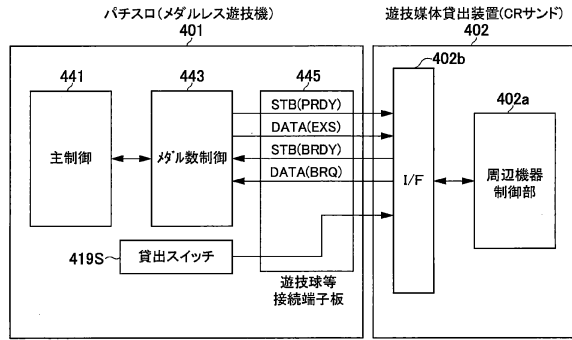 パチスロ(メダルレス遊技機)
401
遊技媒体貸出装置(CRサンド)
402
441
主制御
443
メダル数制御
445
STB(PRDY)
DATA(EXS)
STB(BRDY)
DATA(BRQ)
402b
I/F
402a
周辺機器
制御部
419S
貸出スイッチ
遊技球等
接続端子板